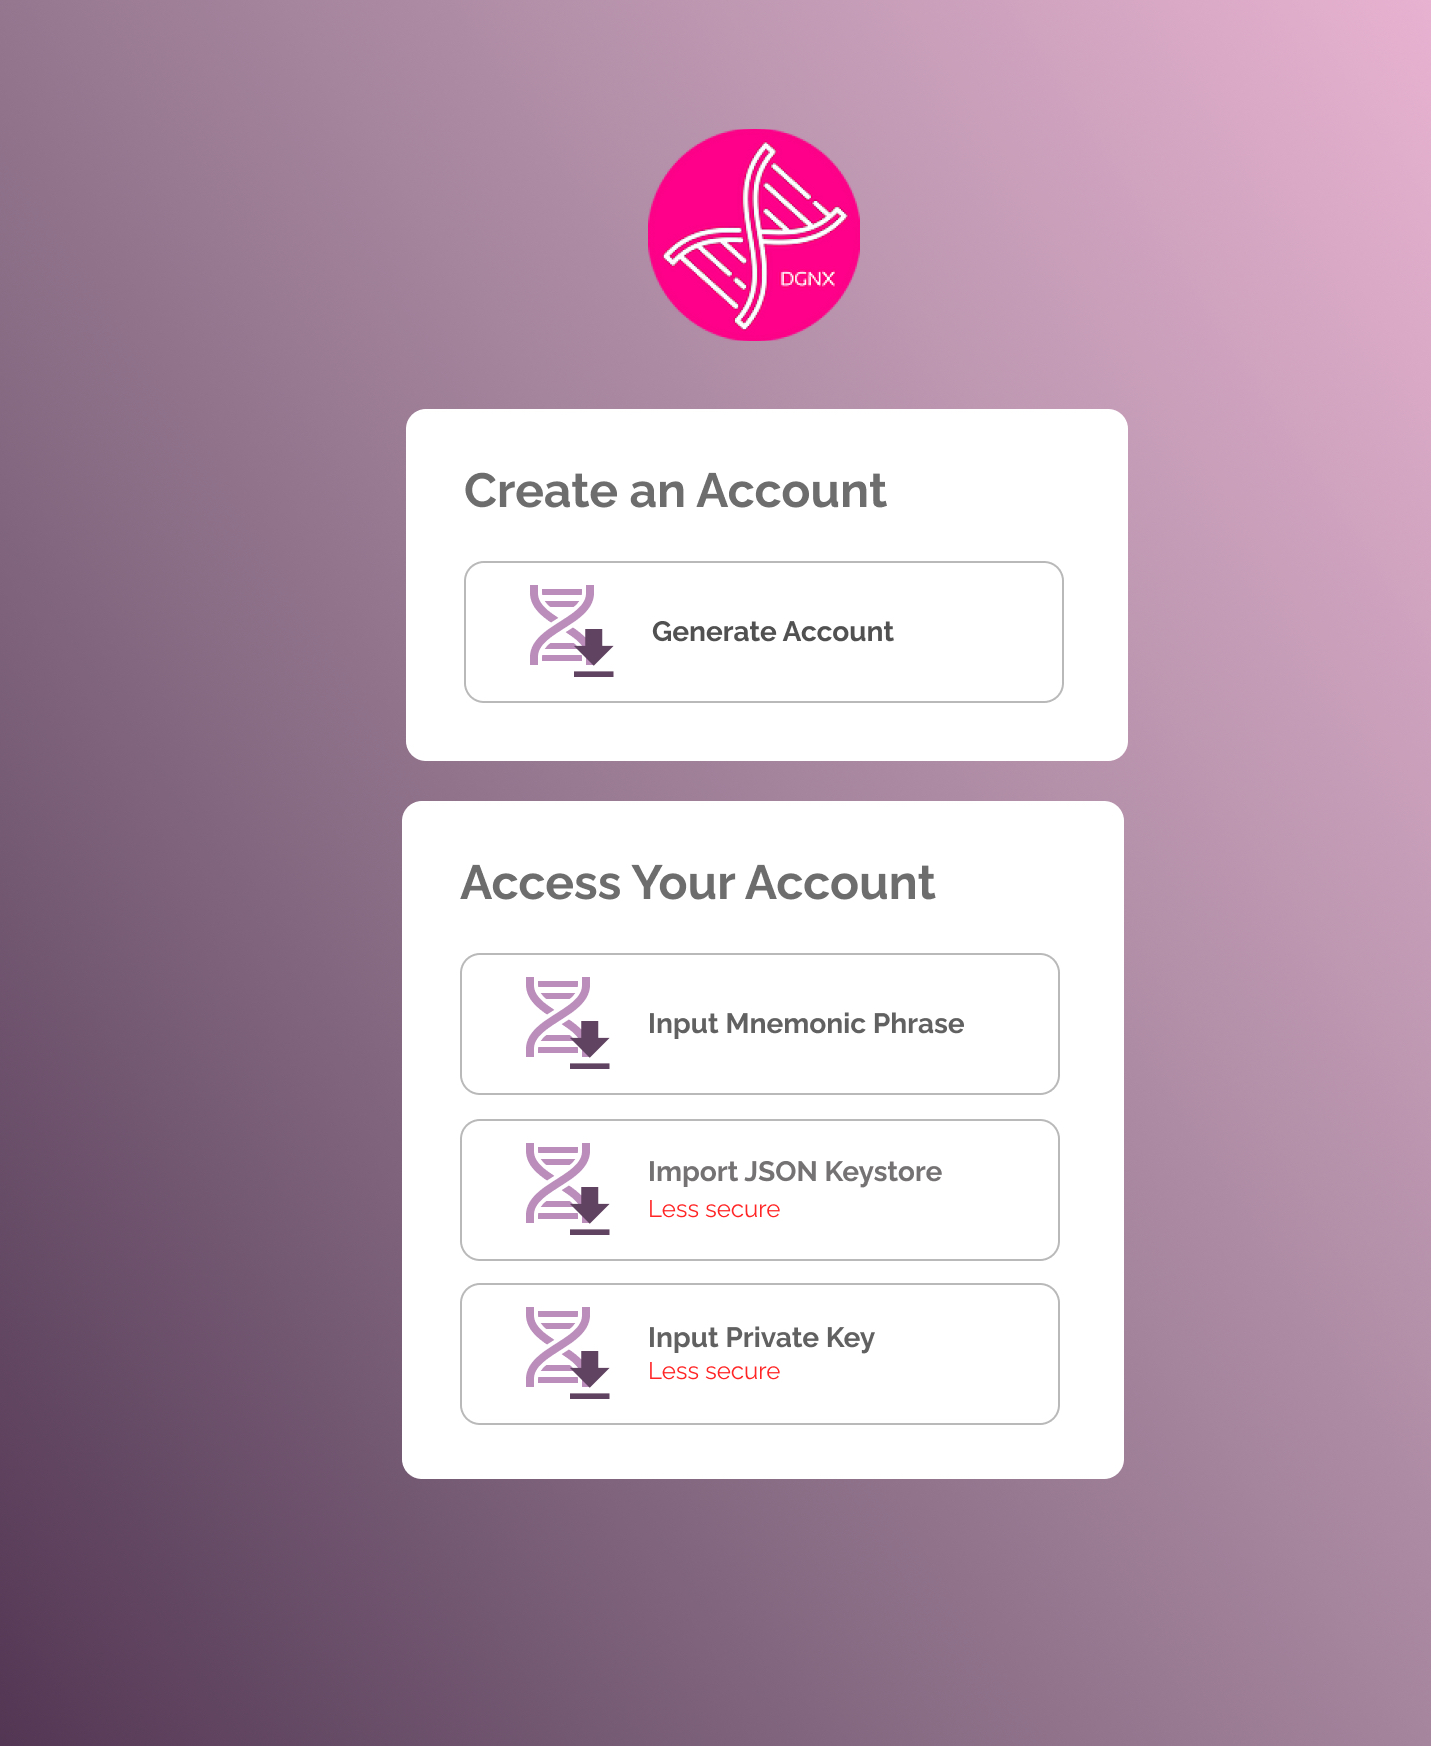 DGNX
Create an Account
Generate Account
Access Your Account
Input Mnemonic Phrase
Import JSON Keystore
Less secure
Input Private Key
Less secure